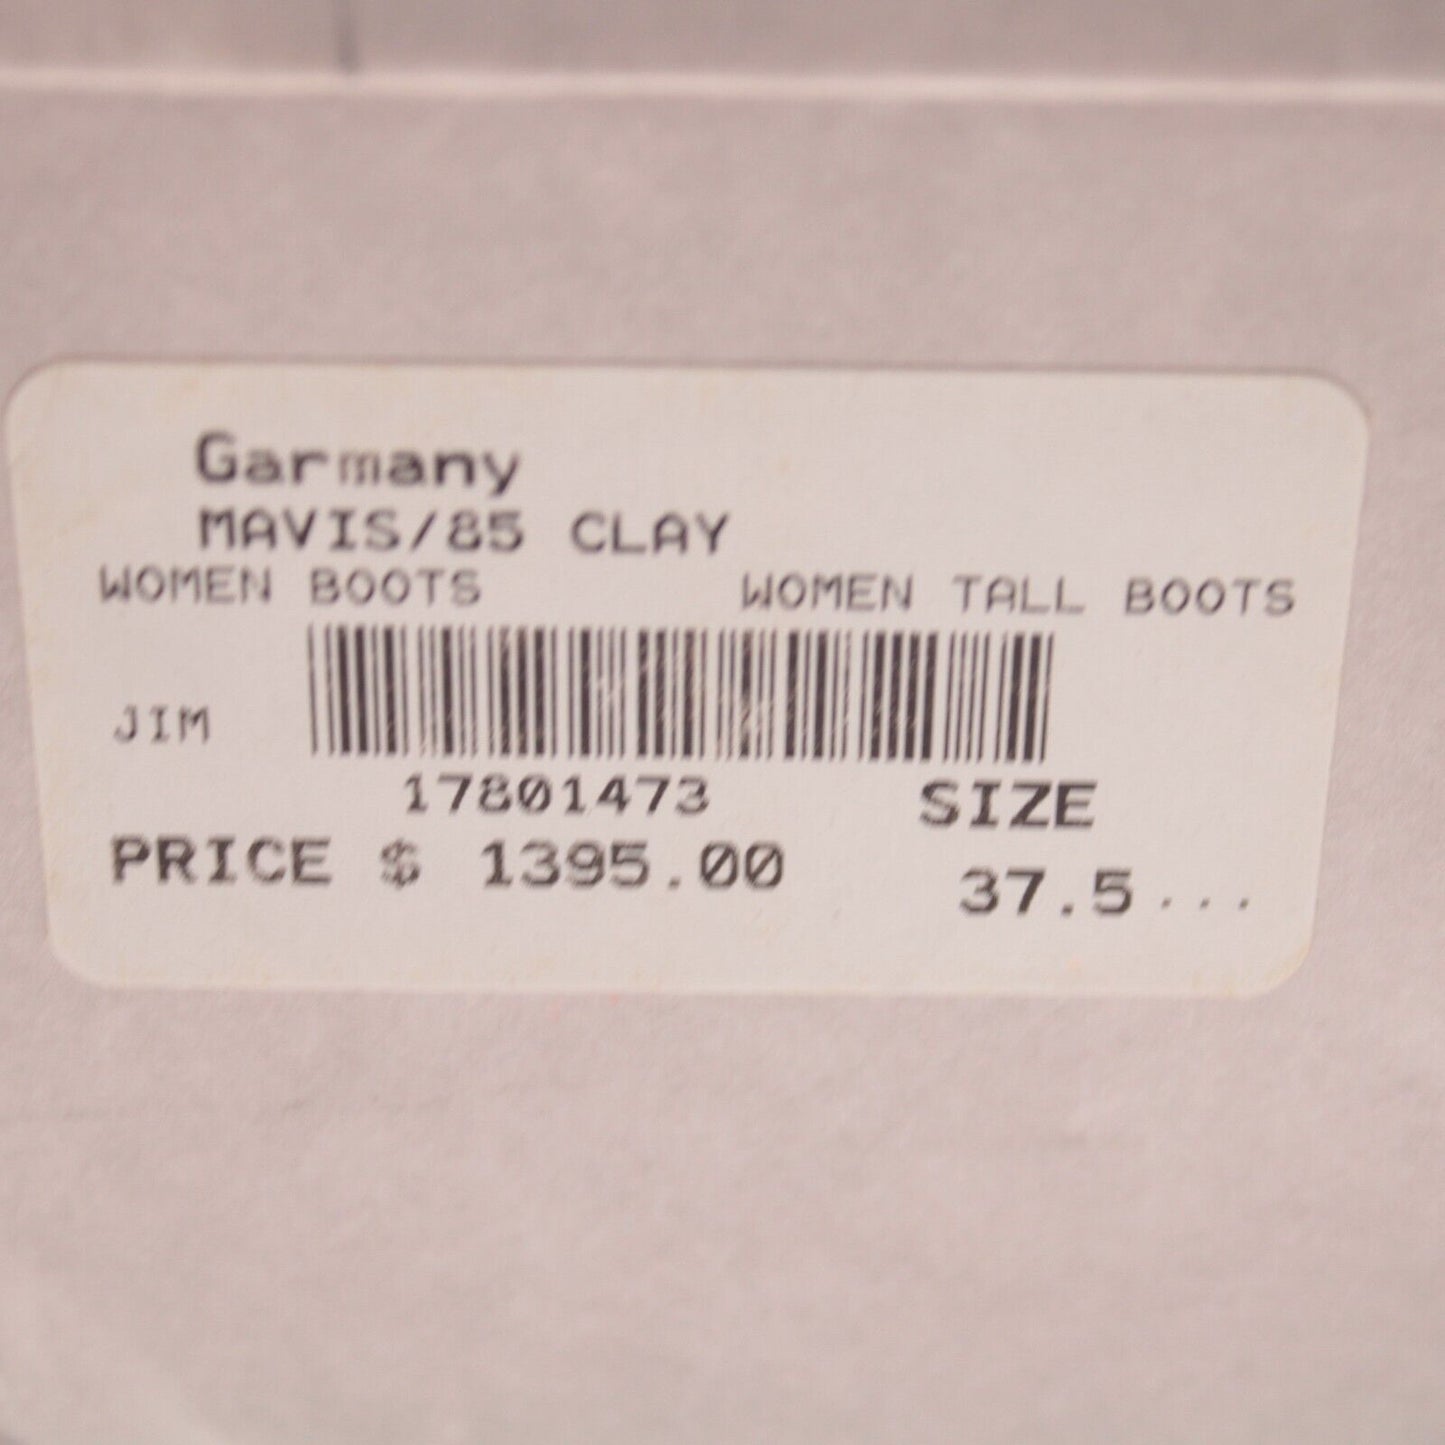 Garmany
MAVIS/85 CLAY
WOMEN BOOTS WOMEN TALL BOOTS
JIM
17801473 SIZE
PRICE $ 1395.00 37.5 ...